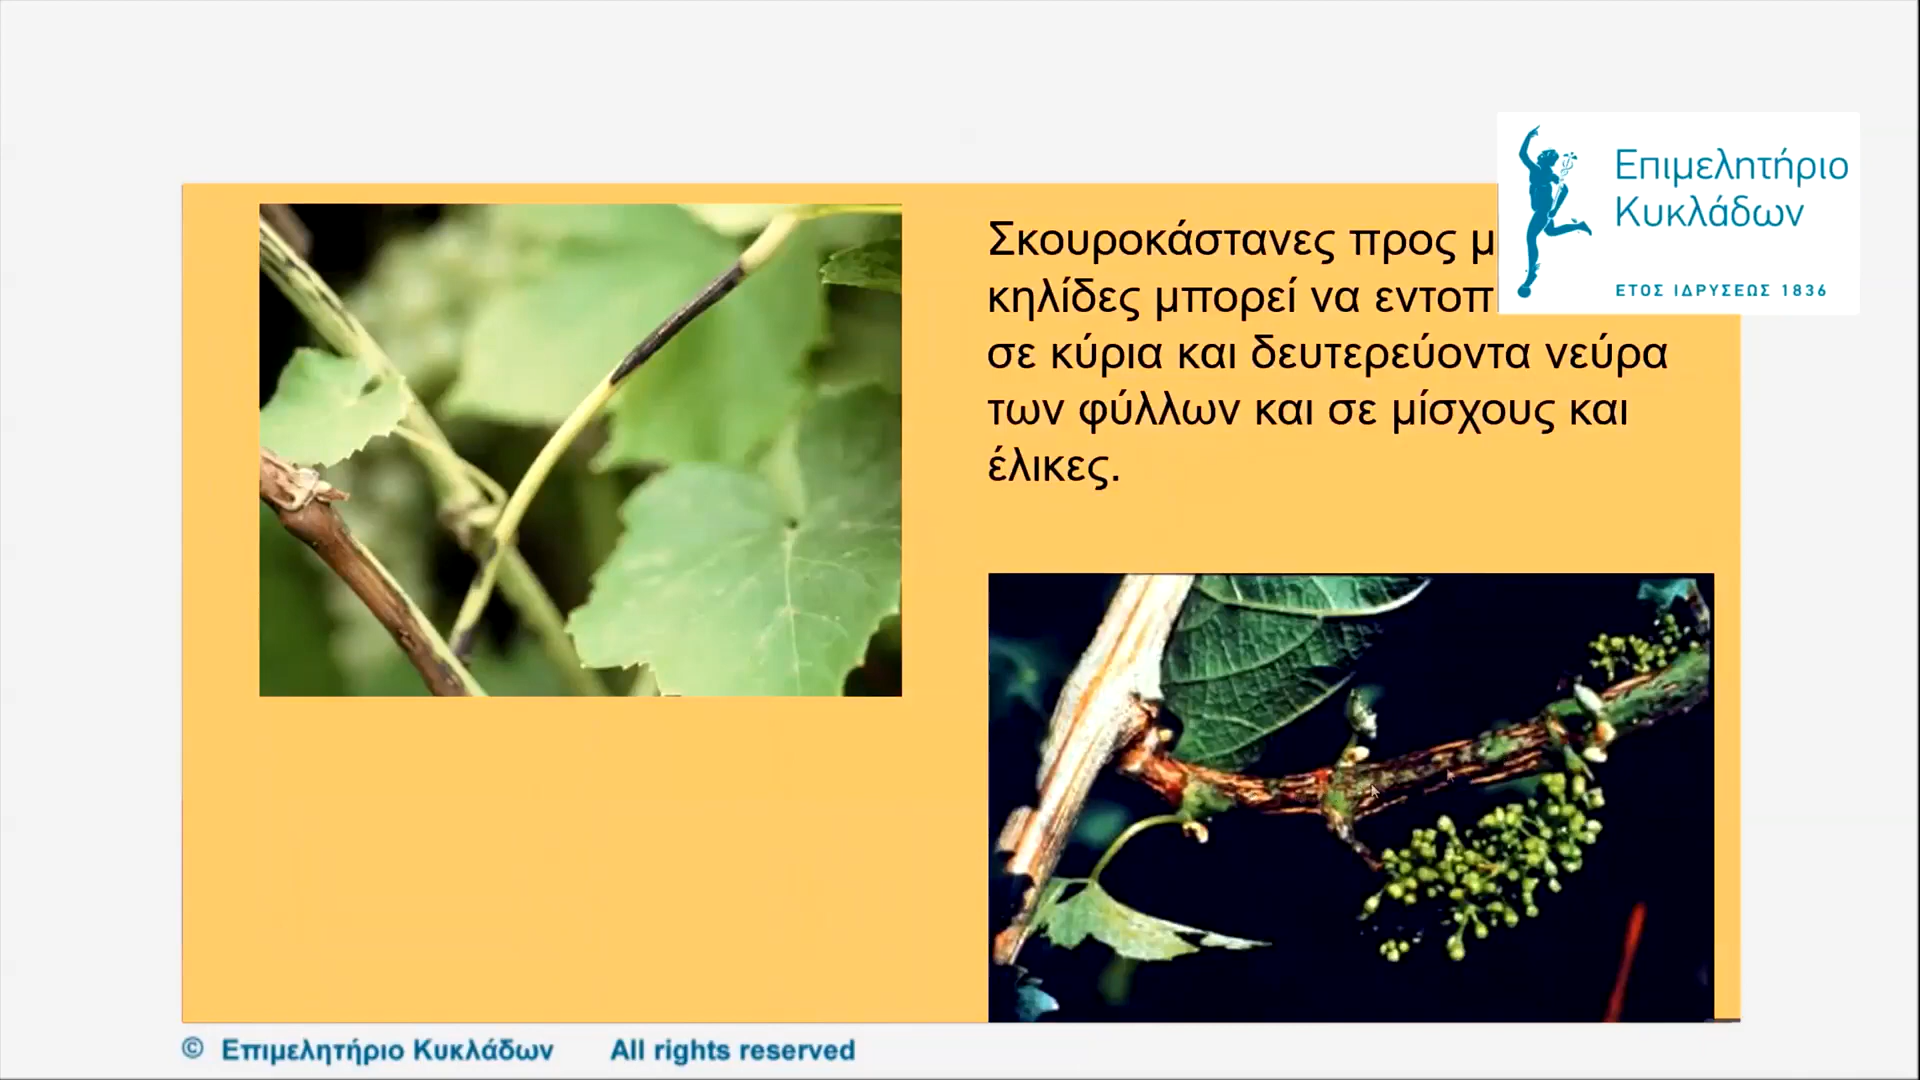 Επιμελητήριο
Κυκλάδων
ΕΤΟΣ ΙΔΡΥΣΕΩΣ 1836
Σκουροκάστανες προς
κηλίδες μπορεί να
σε κύρια και δευτερεύοντα νεύρα
των φύλλων και σε μίσχους και
έλικες.
© Επιμελητήριο Κυκλάδων All rights reserved